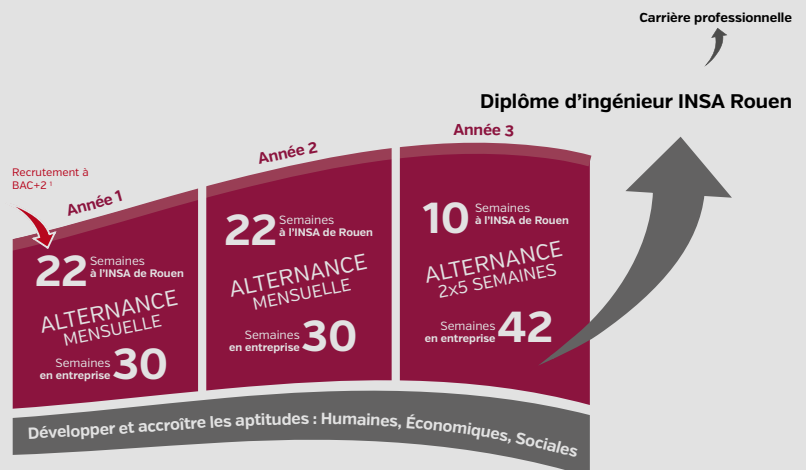 Carrière professionnelle
Diplôme d'ingénieur INSA Rouen
Recrutement à
BAC+2 ¹
Année 1
22 Semaines
à l'INSA de Rouen
ALTERNANCE
MENSUELLE
Semaines
en entreprise 30
Année 2
22 Semaines
à l'INSA de Rouen
ALTERNANCE
MENSUELLE
Semaines
en entreprise 30
Année 3
10 Semaines
à l'INSA de Rouen
ALTERNANCE
2x5 SEMAINES
Semaines
en entreprise 42
Développer et accroître les aptitudes : Humaines, Économiques, Sociales